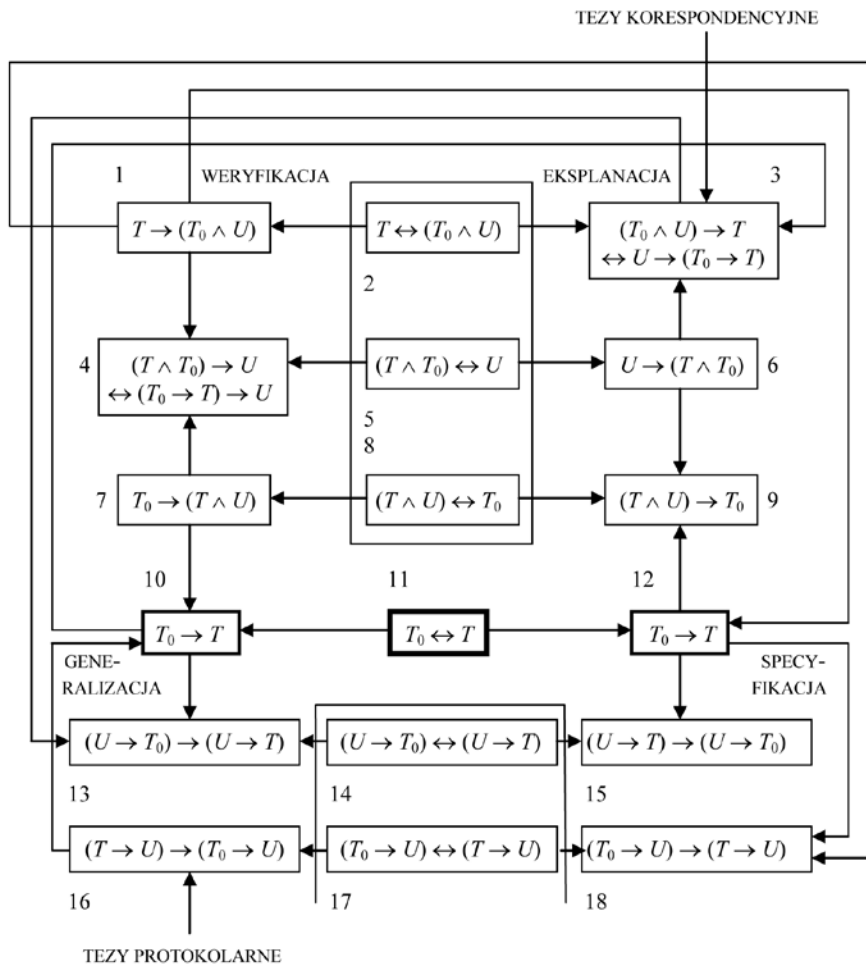 TEZY KORESPONDENCYJNE
1 WERYFIKACJA EKSPLANACJA 3
T → (T₀ ∧ U)
T ↔ (T₀ ∧ U)
(T₀ ∧ U) → T
↔ U → (T₀ → T)
2
4
(T ∧ T₀) → U
↔ (T₀ → T) → U
(T ∧ T₀) ↔ U
U → (T ∧ T₀)
6
5
8
7
T₀ → (T ∧ U)
(T ∧ U) ↔ T₀
(T ∧ U) → T₀
9
10 11 12
T₀ → T
T₀ ↔ T
T₀ → T
GENE-
RALIZACJA
SPECY-
FIKACJA
(U → T₀) → (U → T)
(U → T₀) ↔ (U → T)
(U → T) → (U → T₀)
13 14 15
(T → U) → (T₀ → U)
(T₀ → U) ↔ (T → U)
(T₀ → U) → (T → U)
16 17 18
TEZY PROTOKOLARNE